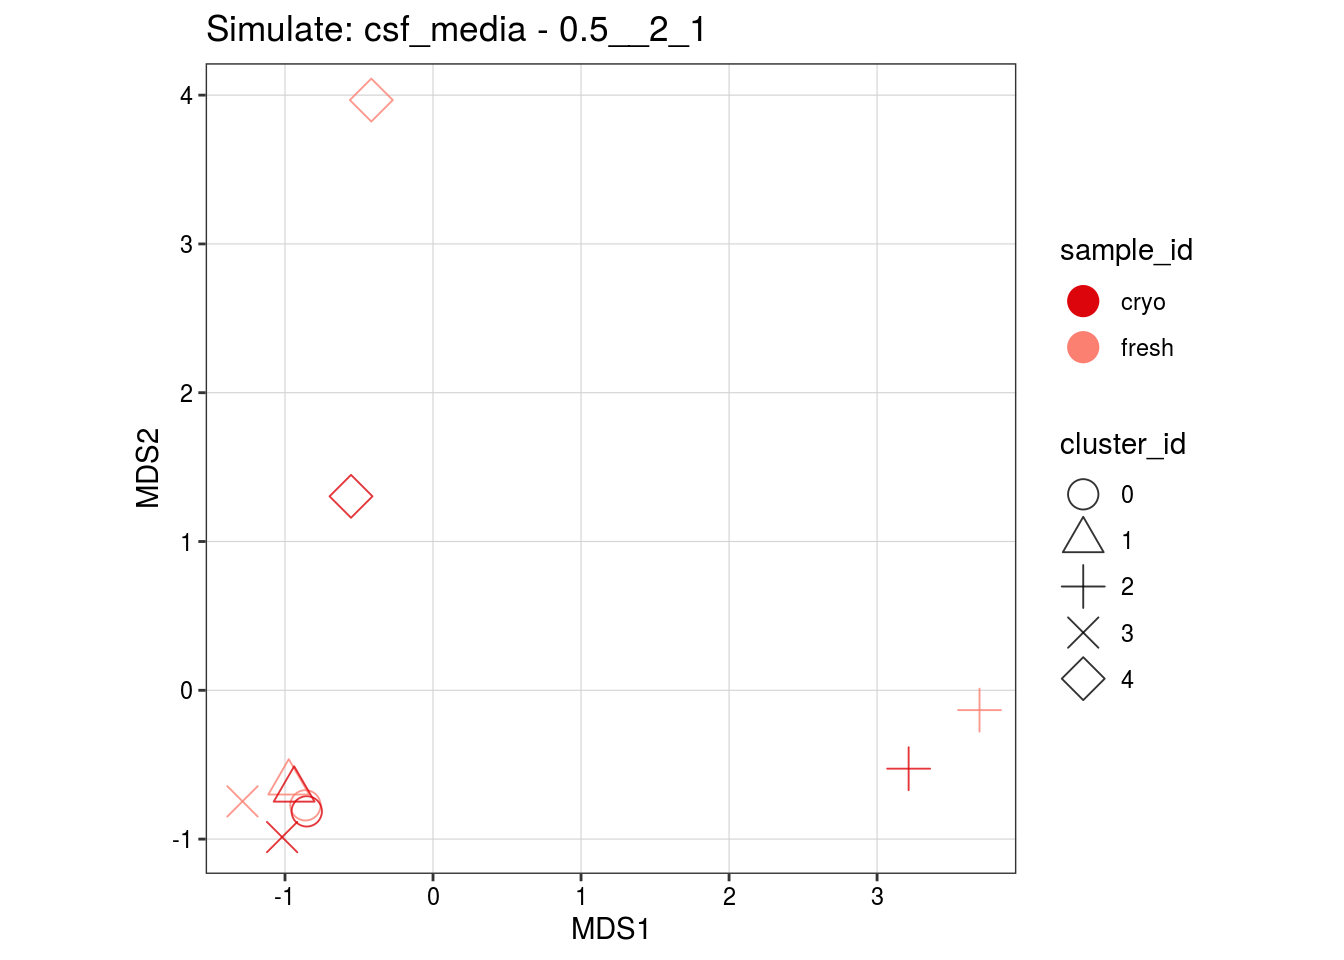 Simulate: csf_media - 0.5__2_1
4
3
2
1
0
-1
MDS2
-1
0
1
2
3
MDS1
sample_id
cryo
fresh
cluster_id
0
1
2
3
4